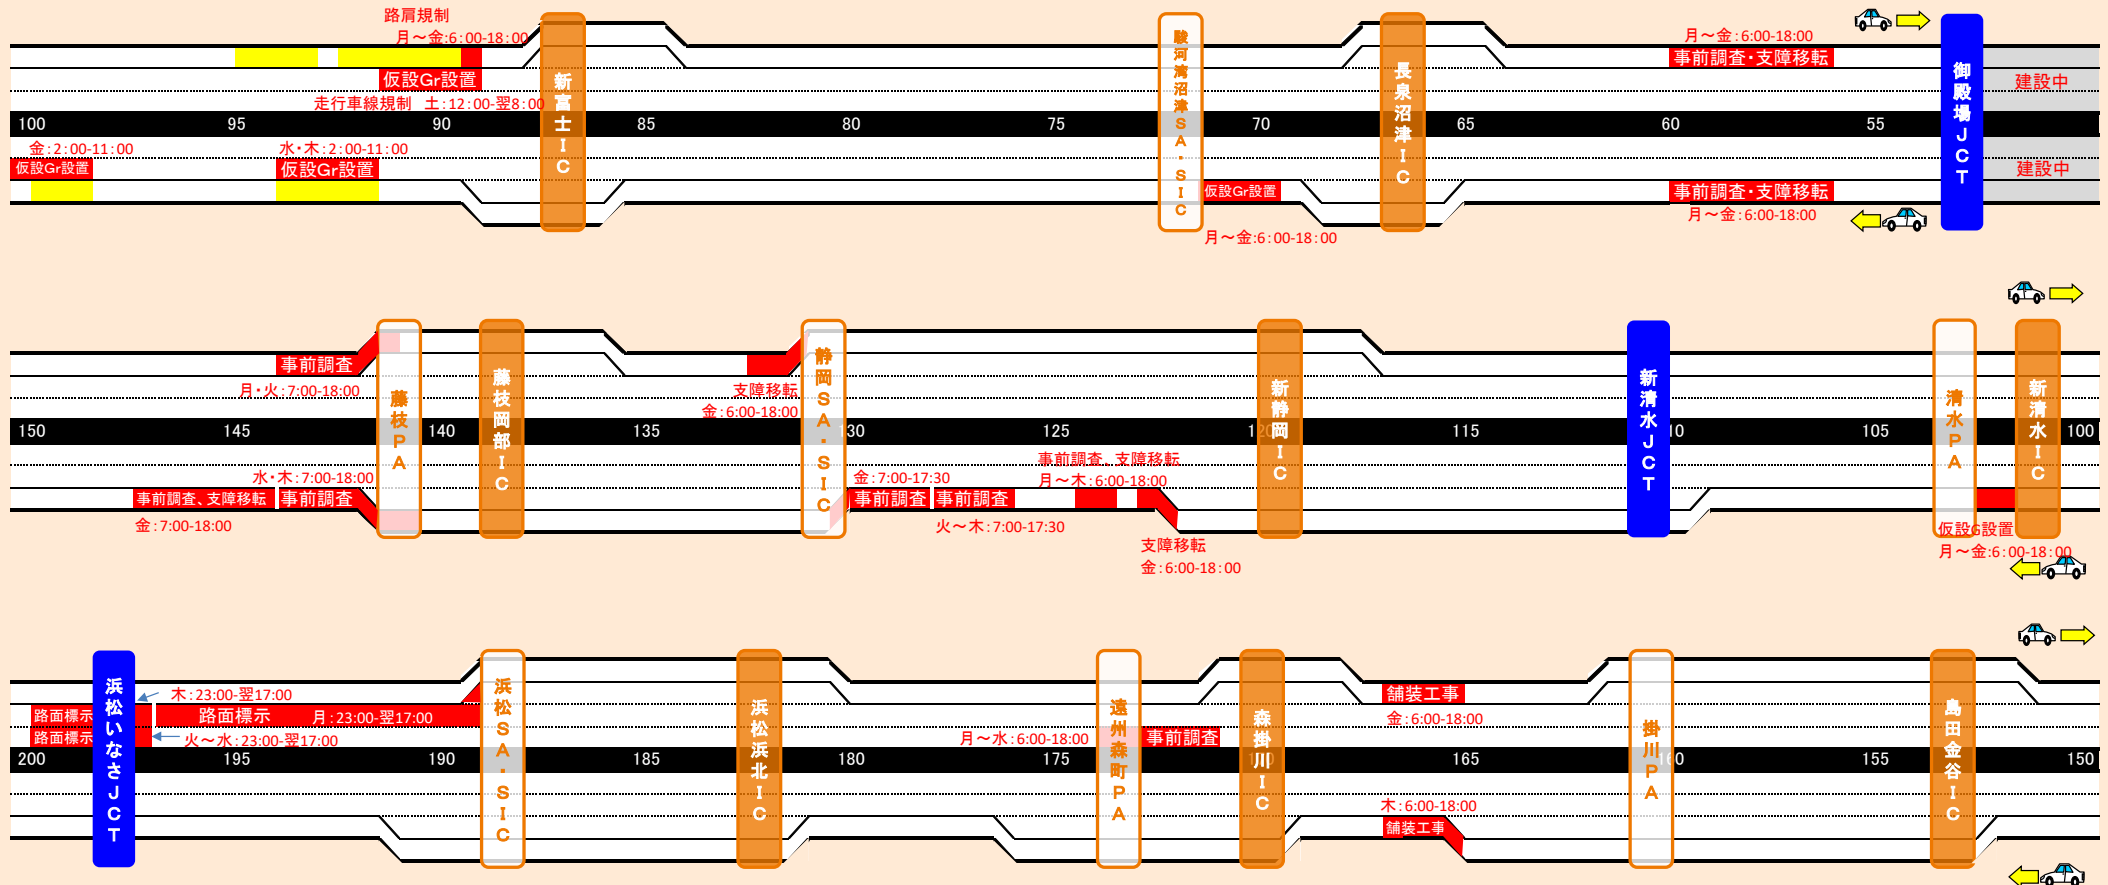 路肩規制
月～金:6:00-18:00
月～金:6:00-18:00
事前調査・支障移転
仮設Gr設置
走行車線規制　土:12:00-翌8:00
新富士IC
駿河湾沼津SA・SIC
長泉沼津IC
御殿場JCT
建設中
100 95 90 85 80 75 70 65 60 55
金:2:00-11:00
水・木:2:00-11:00
仮設Gr設置
仮設Gr設置
建設中
仮設Gr設置
事前調査・支障移転
月～金:6:00-18:00
月～金:6:00-18:00
事前調査
月・火:7:00-18:00
藤枝PA
藤枝岡部IC
支障移転
金:6:00-18:00
静岡SA・SIC
新静岡IC
新清水JCT
清水PA
新清水IC
150 145 140 135 130 125 120 115 110 105 100
水・木:7:00-18:00
金:7:00-17:30
事前調査、支障移転
月～木:6:00-18:00
事前調査、支障移転
事前調査
事前調査
事前調査
金:7:00-18:00
火～木:7:00-17:30
支障移転
金:6:00-18:00
仮設G設置
月～金:6:00-18:00
浜松いなさJCT
木:23:00-翌17:00
路面標示
路面標示
月:23:00-翌17:00
路面標示
火～水:23:00-翌17:00
浜松SA・SIC
浜松浜北IC
遠州森町PA
月～水:6:00-18:00
事前調査
森掛川IC
舗装工事
金:6:00-18:00
掛川PA
島田金谷IC
200 195 190 185 180 175 165 160 155 150
木:6:00-18:00
舗装工事